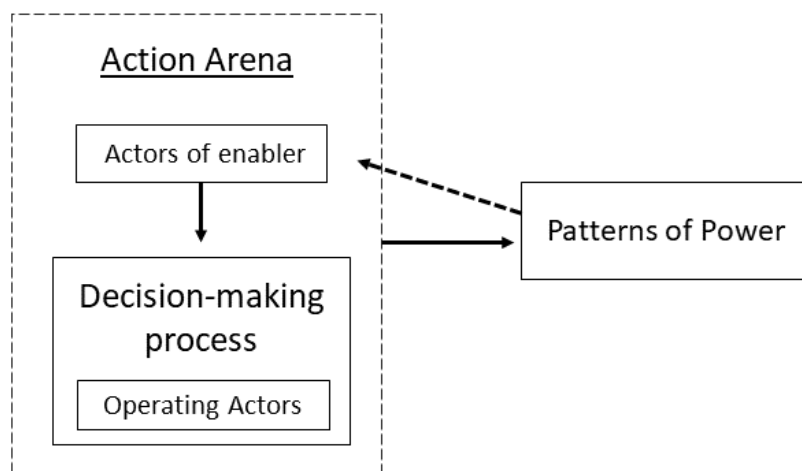 Action Arena
Actors of enabler
Decision-making
process
Operating Actors
Patterns of Power